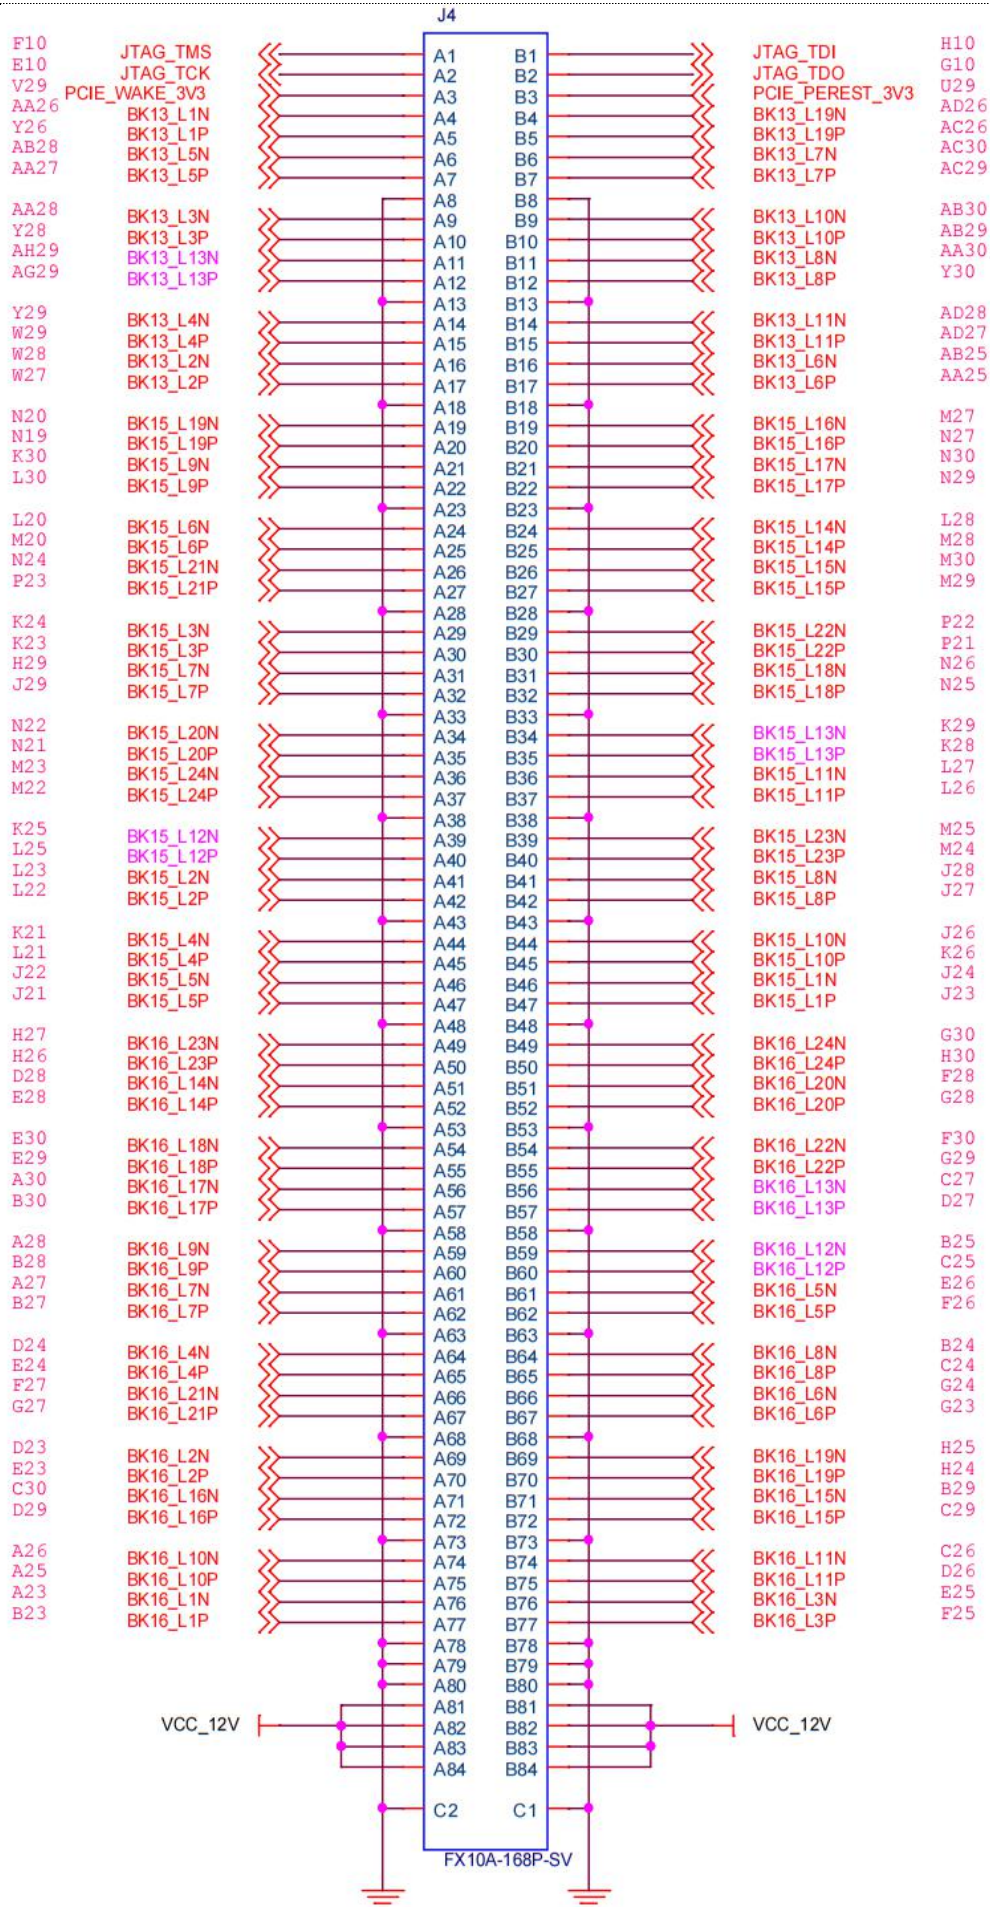 J4
F10 JTAG_TMS A1 B1 JTAG_TDI H10
E10 JTAG_TCK A2 B2 JTAG_TDO G10
V29 PCIE_WAKE_3V3 A3 B3 PCIE_PEREST_3V3 U29
AA26 BK13_L1N A4 B4 BK13_L19N AD26
Y26 BK13_L1P A5 B5 BK13_L19P AC26
AB28 BK13_L5N A6 B6 BK13_L7N AC30
AA27 BK13_L5P A7 B7 BK13_L7P AC29
A8 B8
AA28 BK13_L3N A9 B9 BK13_L10N AB30
Y28 BK13_L3P A10 B10 BK13_L10P AB29
AH29 BK13_L13N A11 B11 BK13_L8N AA30
AG29 BK13_L13P A12 B12 BK13_L8P Y30
A13 B13
Y29 BK13_L4N A14 B14 BK13_L11N AD28
W29 BK13_L4P A15 B15 BK13_L11P AD27
W28 BK13_L2N A16 B16 BK13_L6N AB25
W27 BK13_L2P A17 B17 BK13_L6P AA25
A18 B18
N20 BK15_L19N A19 B19 BK15_L16N M27
N19 BK15_L19P A20 B20 BK15_L16P N27
K30 BK15_L9N A21 B21 BK15_L17N N30
L30 BK15_L9P A22 B22 BK15_L17P N29
A23 B23
L20 BK15_L6N A24 B24 BK15_L14N L28
M20 BK15_L6P A25 B25 BK15_L14P M28
N24 BK15_L21N A26 B26 BK15_L15N M30
P23 BK15_L21P A27 B27 BK15_L15P M29
A28 B28
K24 BK15_L3N A29 B29 BK15_L22N P22
K23 BK15_L3P A30 B30 BK15_L22P P21
H29 BK15_L7N A31 B31 BK15_L18N N26
J29 BK15_L7P A32 B32 BK15_L18P N25
A33 B33
N22 BK15_L20N A34 B34 BK15_L13N K29
N21 BK15_L20P A35 B35 BK15_L13P K28
M23 BK15_L24N A36 B36 BK15_L11N L27
M22 BK15_L24P A37 B37 BK15_L11P L26
A38 B38
K25 BK15_L12N A39 B39 BK15_L23N M25
L25 BK15_L12P A40 B40 BK15_L23P M24
L23 BK15_L2N A41 B41 BK15_L8N J28
L22 BK15_L2P A42 B42 BK15_L8P J27
A43 B43
K21 BK15_L4N A44 B44 BK15_L10N J26
L21 BK15_L4P A45 B45 BK15_L10P K26
J22 BK15_L5N A46 B46 BK15_L1N J24
J21 BK15_L5P A47 B47 BK15_L1P J23
A48 B48
H27 BK16_L23N A49 B49 BK16_L24N G30
H26 BK16_L23P A50 B50 BK16_L24P H30
D28 BK16_L14N A51 B51 BK16_L20N F28
E28 BK16_L14P A52 B52 BK16_L20P G28
A53 B53
E30 BK16_L18N A54 B54 BK16_L22N F30
E29 BK16_L18P A55 B55 BK16_L22P G29
A30 BK16_L17N A56 B56 BK16_L13N C27
B30 BK16_L17P A57 B57 BK16_L13P D27
A58 B58
A28 BK16_L9N A59 B59 BK16_L12N B25
B28 BK16_L9P A60 B60 BK16_L12P C25
A27 BK16_L7N A61 B61 BK16_L5N E26
B27 BK16_L7P A62 B62 BK16_L5P F26
A63 B63
D24 BK16_L4N A64 B64 BK16_L8N B24
E24 BK16_L4P A65 B65 BK16_L8P C24
F27 BK16_L21N A66 B66 BK16_L6N G24
G27 BK16_L21P A67 B67 BK16_L6P G23
A68 B68
D23 BK16_L2N A69 B69 BK16_L19N H25
E23 BK16_L2P A70 B70 BK16_L19P H24
C30 BK16_L16N A71 B71 BK16_L15N B29
D29 BK16_L16P A72 B72 BK16_L15P C29
A73 B73
A26 BK16_L10N A74 B74 BK16_L11N C26
A25 BK16_L10P A75 B75 BK16_L11P D26
A23 BK16_L1N A76 B76 BK16_L3N E25
B23 BK16_L1P A77 B77 BK16_L3P F25
A78 B78
A79 B79
A80 B80
A81 B81
VCC_12V A82 B82 VCC_12V
A83 B83
A84 B84
C2 C1
FX10A-168P-SV